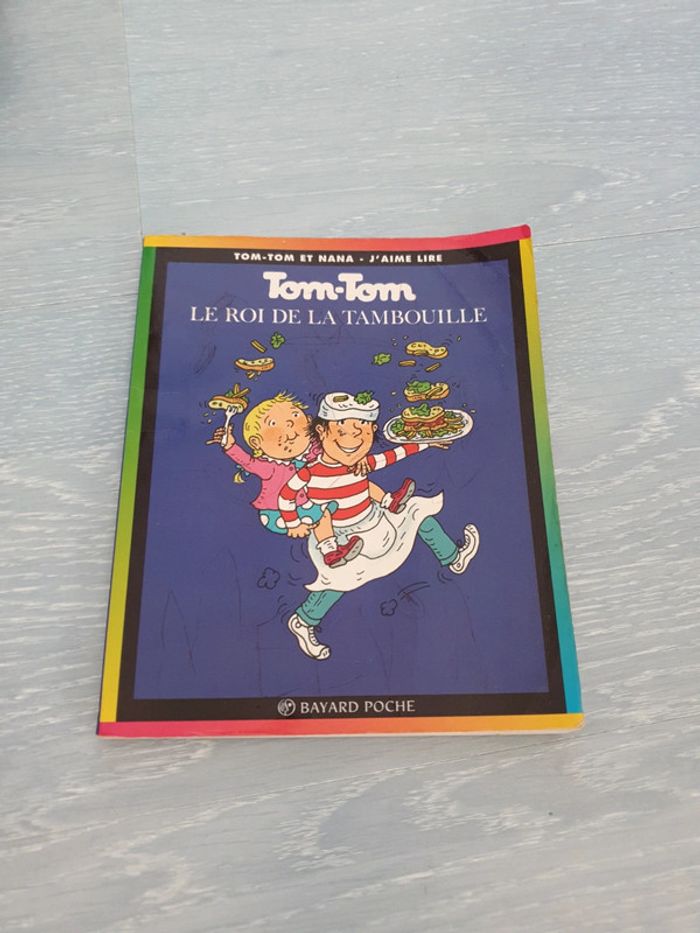 TOM-TOM ET NANA - J'AIME LIRE
Tom-Tom
LE ROI DE LA TAMBOUILLE
BAYARD POCHE